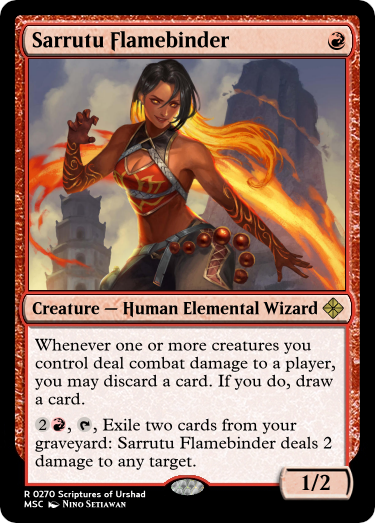 Sarrutu Flamebinder
Creature — Human Elemental Wizard
Whenever one or more creatures you
control deal combat damage to a player,
you may discard a card. If you do, draw
a card.
2, , Exile two cards from your
graveyard: Sarrutu Flamebinder deals 2
damage to any target.
1/2
R 0270 Scriptures of Urshad
MSC Nino Setiawan